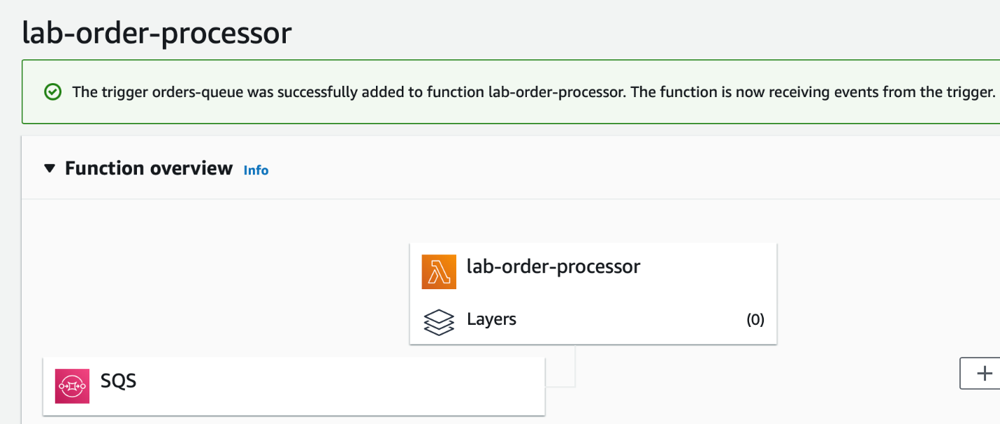 lab-order-processor
The trigger orders-queue was successfully added to function lab-order-processor. The function is now receiving events from the trigger.
Function overview Info
lab-order-processor
Layers (0)
SQS